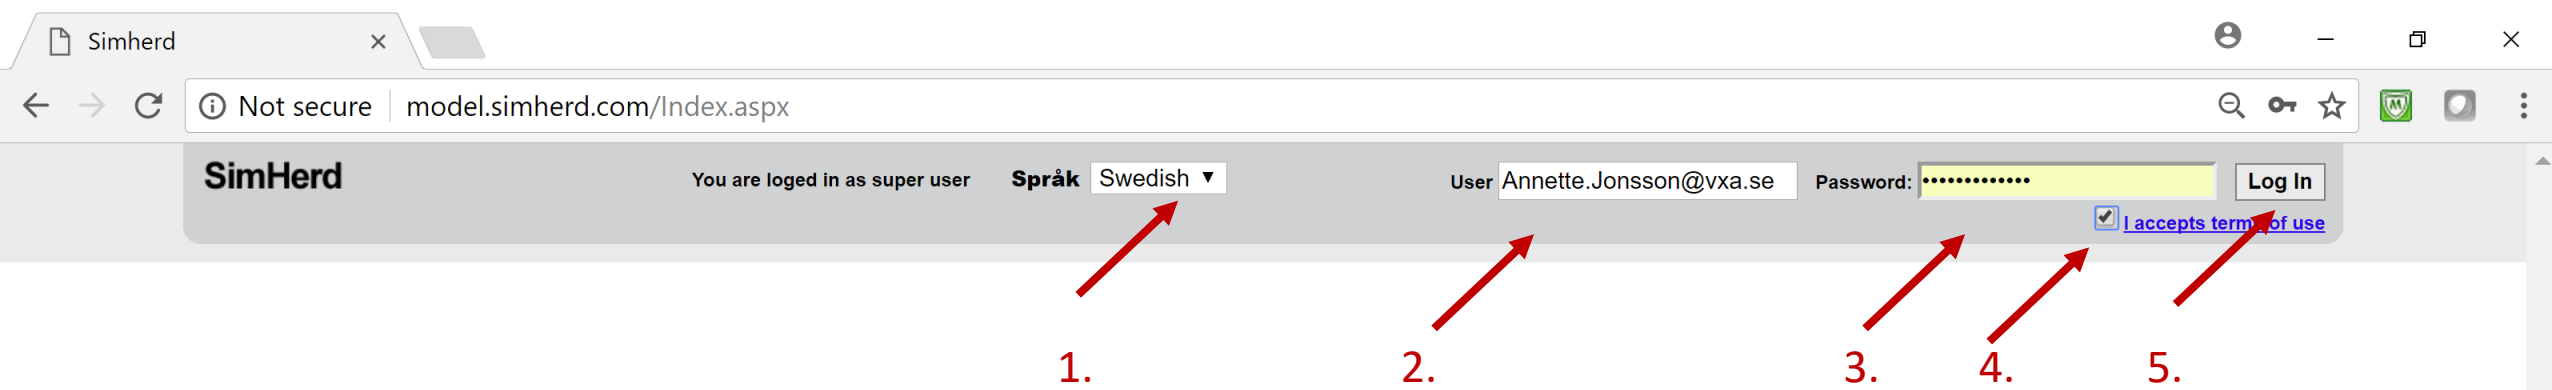 Simherd
Not secure model.simherd.com/Index.aspx
SimHerd You are loged in as super user Språk Swedish User Annette.Jonsson@vxa.se Password: ••••••••••••• Log In
I accepts terms of use
1. 2. 3. 4. 5.